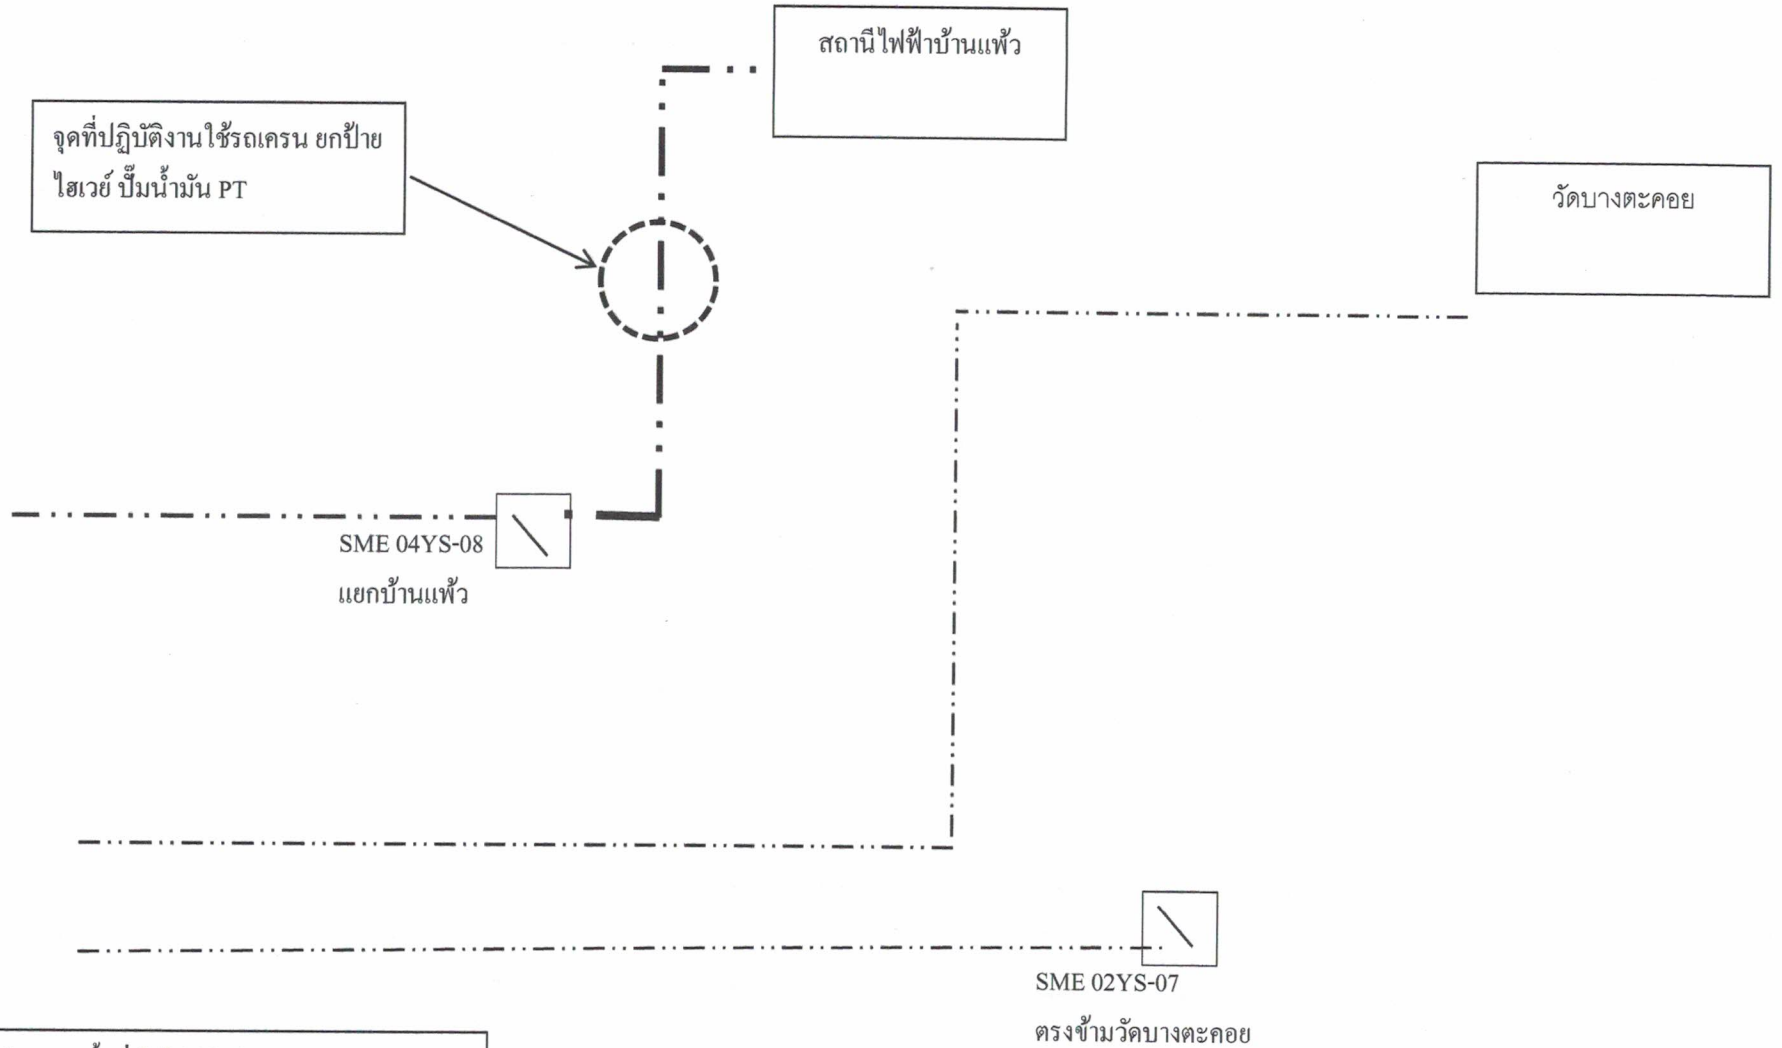 สถานีไฟฟ้าบ้านแพ้ว
จุดที่ปฏิบัติงานใช้รถเครน ยกป้าย
ไฮเวย์ ปั๊มน้ำมัน PT
วัดบางตะคอย
SME 04YS-08
แยกบ้านแพ้ว
SME 02YS-07
ตรงข้ามวัดบางตะคอย